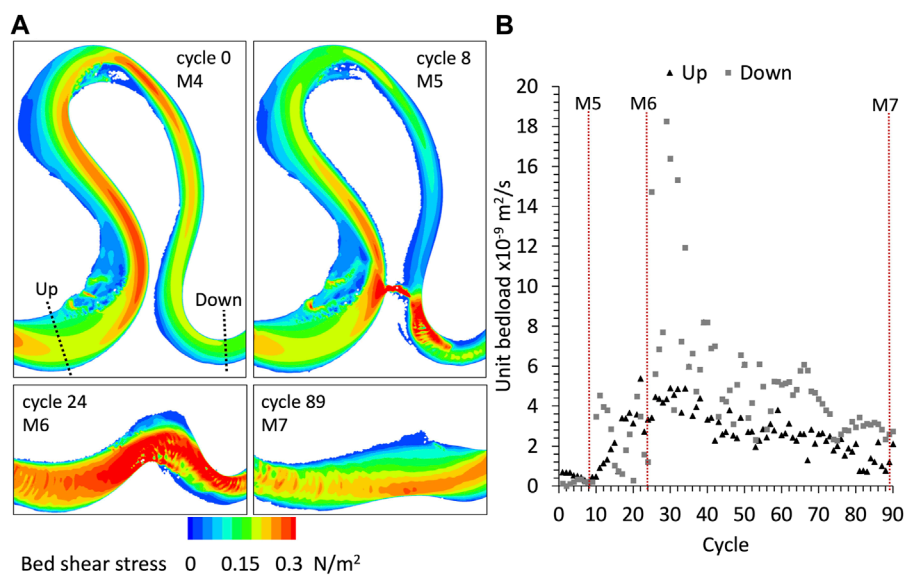 A
cycle 0
M4
Up
Down
cycle 8
M5
cycle 24
M6
cycle 89
M7
Bed shear stress 0 0.15 0.3 N/m²
B
Up Down
M5 M6 M7
Unit bedload x10⁻⁹ m²/s
20
18
16
14
12
10
8
6
4
2
0
0 10 20 30 40 50 60 70 80 90
Cycle